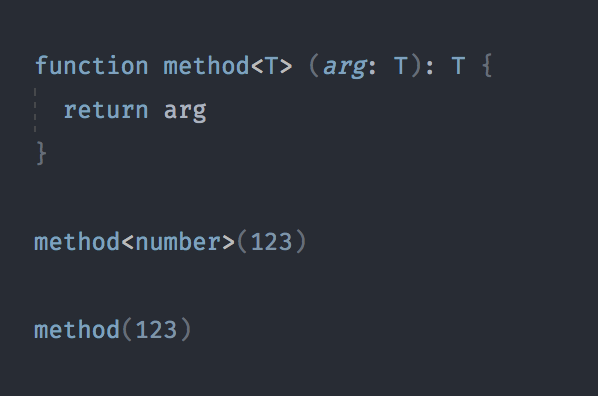 function method<T> (arg: T): T {
  return arg
}
method<number>(123)
method(123)